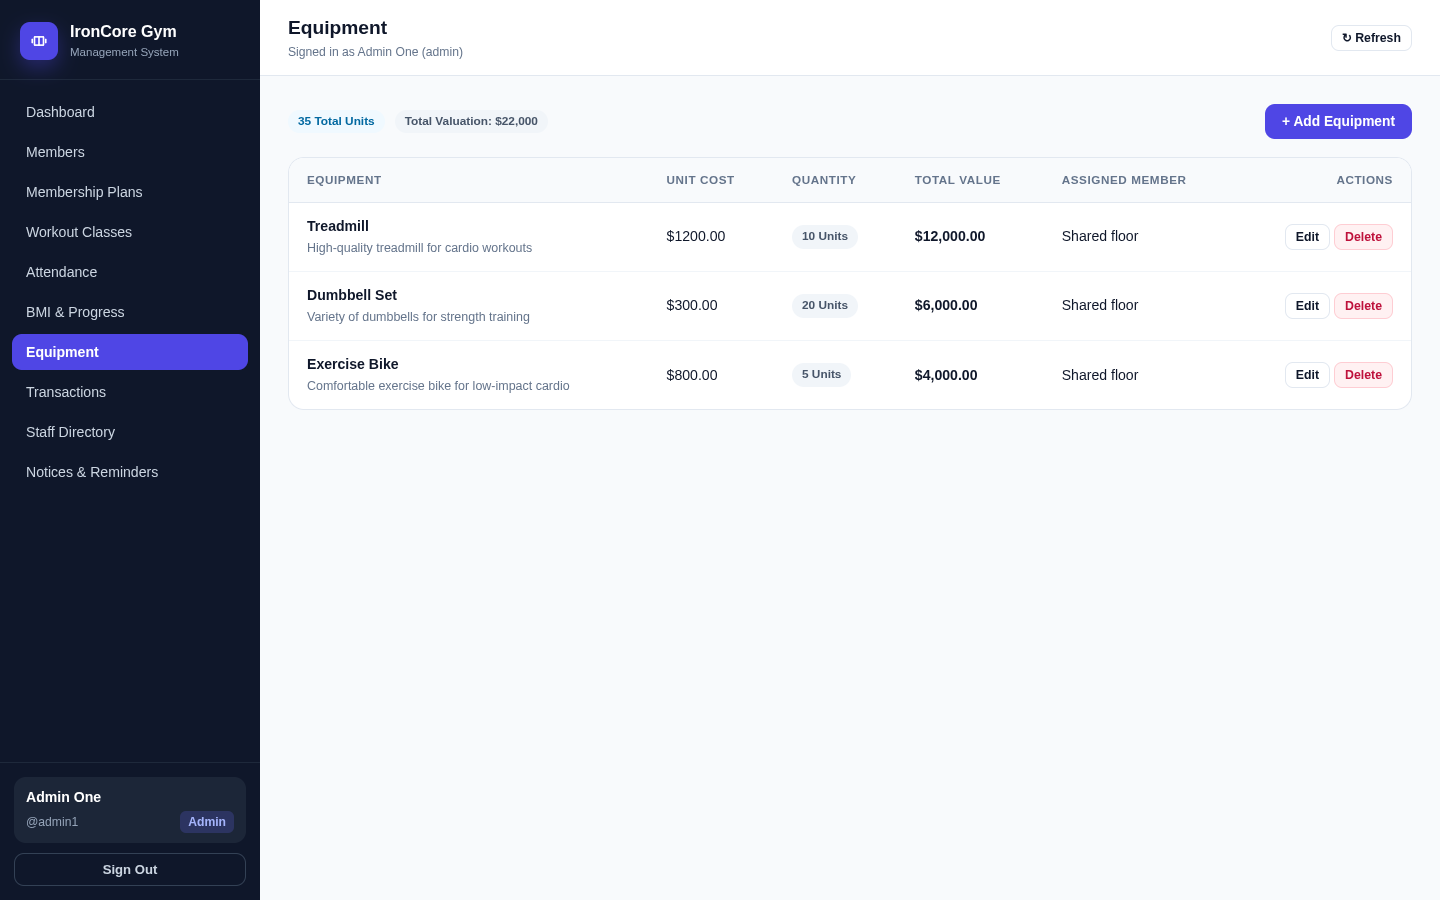 IronCore Gym
Management System
Dashboard
Members
Membership Plans
Workout Classes
Attendance
BMI & Progress
Equipment
Transactions
Staff Directory
Notices & Reminders
Admin One
@admin1 Admin
Sign Out
Equipment
Signed in as Admin One (admin)
↻ Refresh
35 Total Units Total Valuation: $22,000 + Add Equipment
EQUIPMENT UNIT COST QUANTITY TOTAL VALUE ASSIGNED MEMBER ACTIONS
Treadmill
High-quality treadmill for cardio workouts
$1200.00 10 Units $12,000.00 Shared floor Edit Delete
Dumbbell Set
Variety of dumbbells for strength training
$300.00 20 Units $6,000.00 Shared floor Edit Delete
Exercise Bike
Comfortable exercise bike for low-impact cardio
$800.00 5 Units $4,000.00 Shared floor Edit Delete